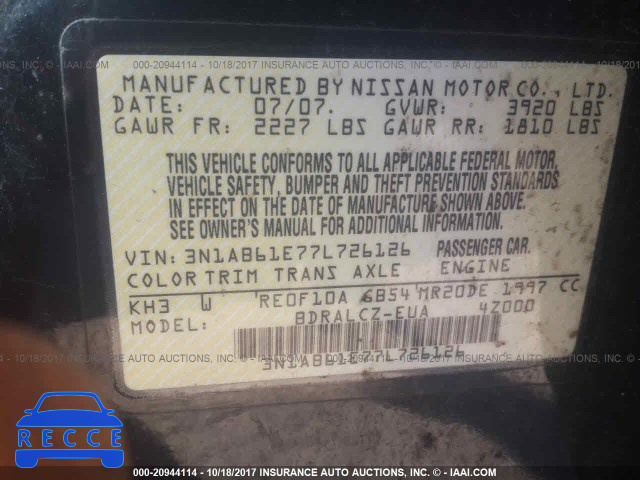 000-20944114 - 10/18/2017 INSURANCE AUTO AUCTIONS, INC. - © IAAI.COM
MANUFACTURED BY NISSAN MOTOR CO., LTD.
DATE: 07/07. GVWR: 3920 LBS
GAWR FR: 2227 LBS GAWR RR: 1810 LBS
THIS VEHICLE CONFORMS TO ALL APPLICABLE FEDERAL MOTOR
VEHICLE SAFETY, BUMPER AND THEFT PREVENTION STANDARDS
IN EFFECT ON THE DATE OF MANUFACTURE SHOWN ABOVE.
SEE OWNER'S MANUAL FOR ADDITIONAL INFORMATION.
VIN: 3N1AB61E77L726126 PASSENGER CAR.
COLOR TRIM TRANS AXLE ENGINE
KH3 W RE0F10A GB54 MR20DE 1997 CC
MODEL: BDRALCZ-EUA 4Z000
3N1AB61E77L726126
RECCE
000-20944114 - 10/18/2017 INSURANCE AUTO AUCTIONS, INC. - © IAAI.COM